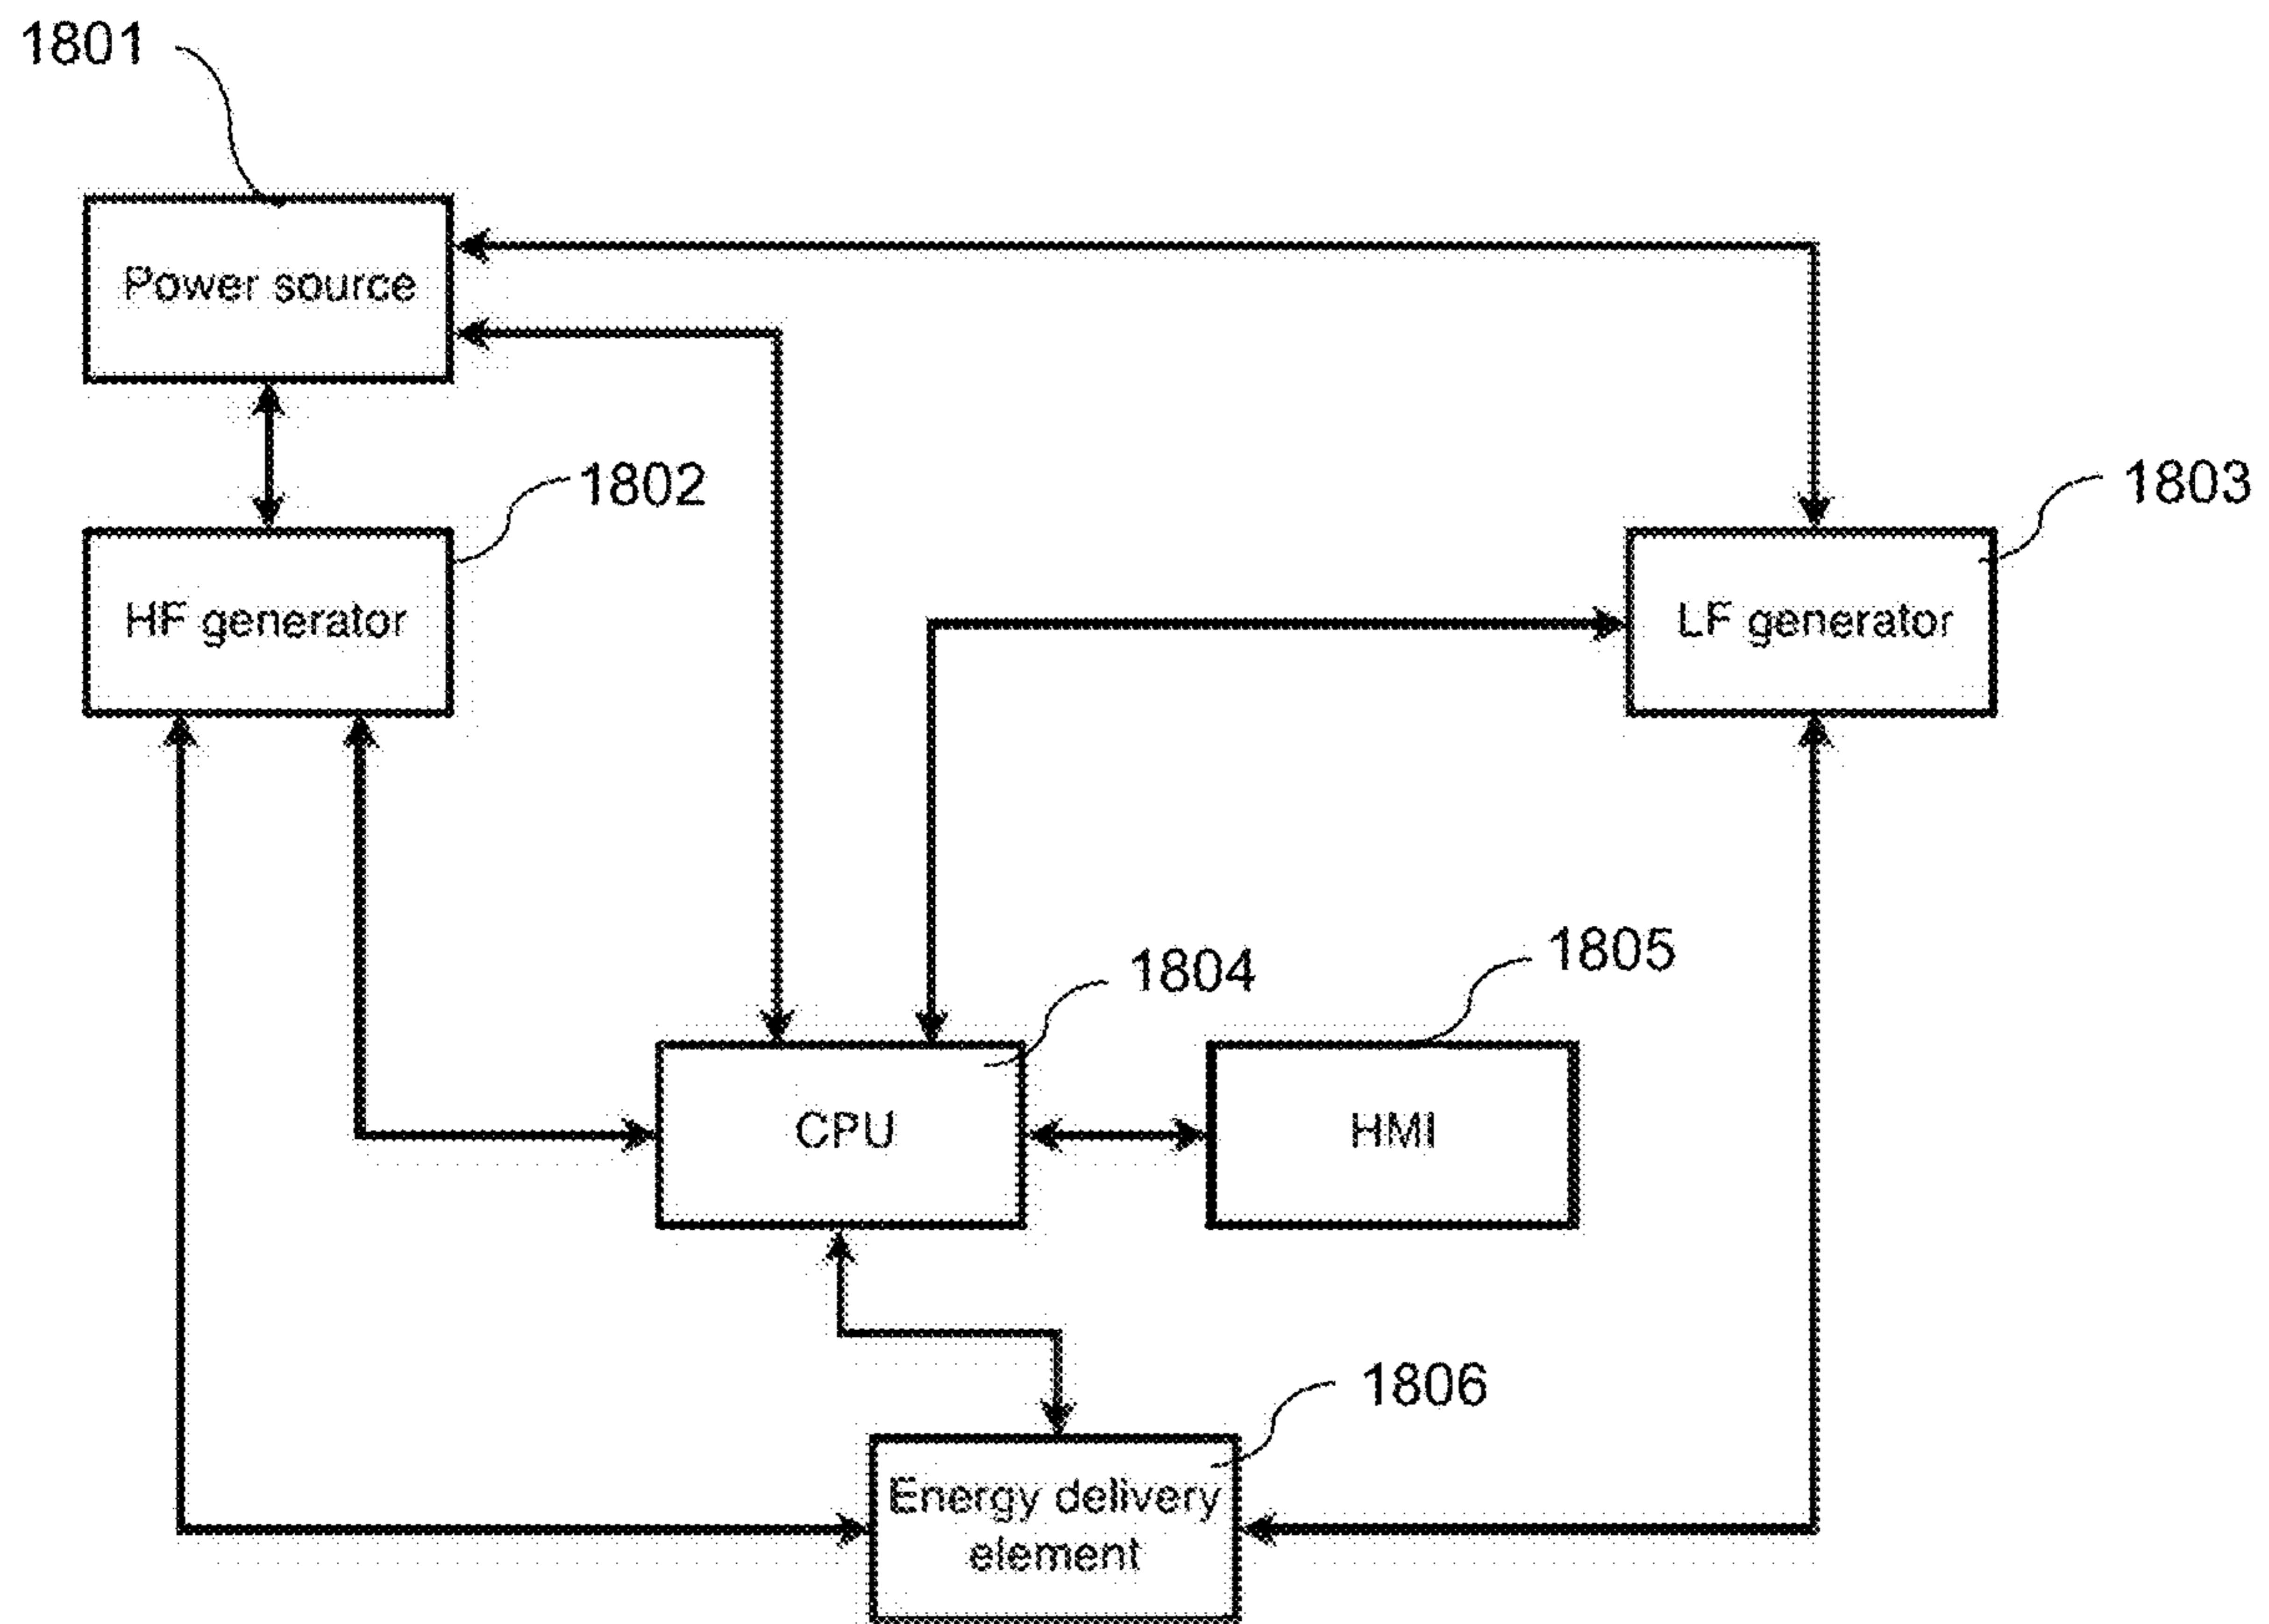 1801
Power source
1802
1803
HF generator
LF generator
1804
1805
CPU
HMI
1806
Energy delivery
element